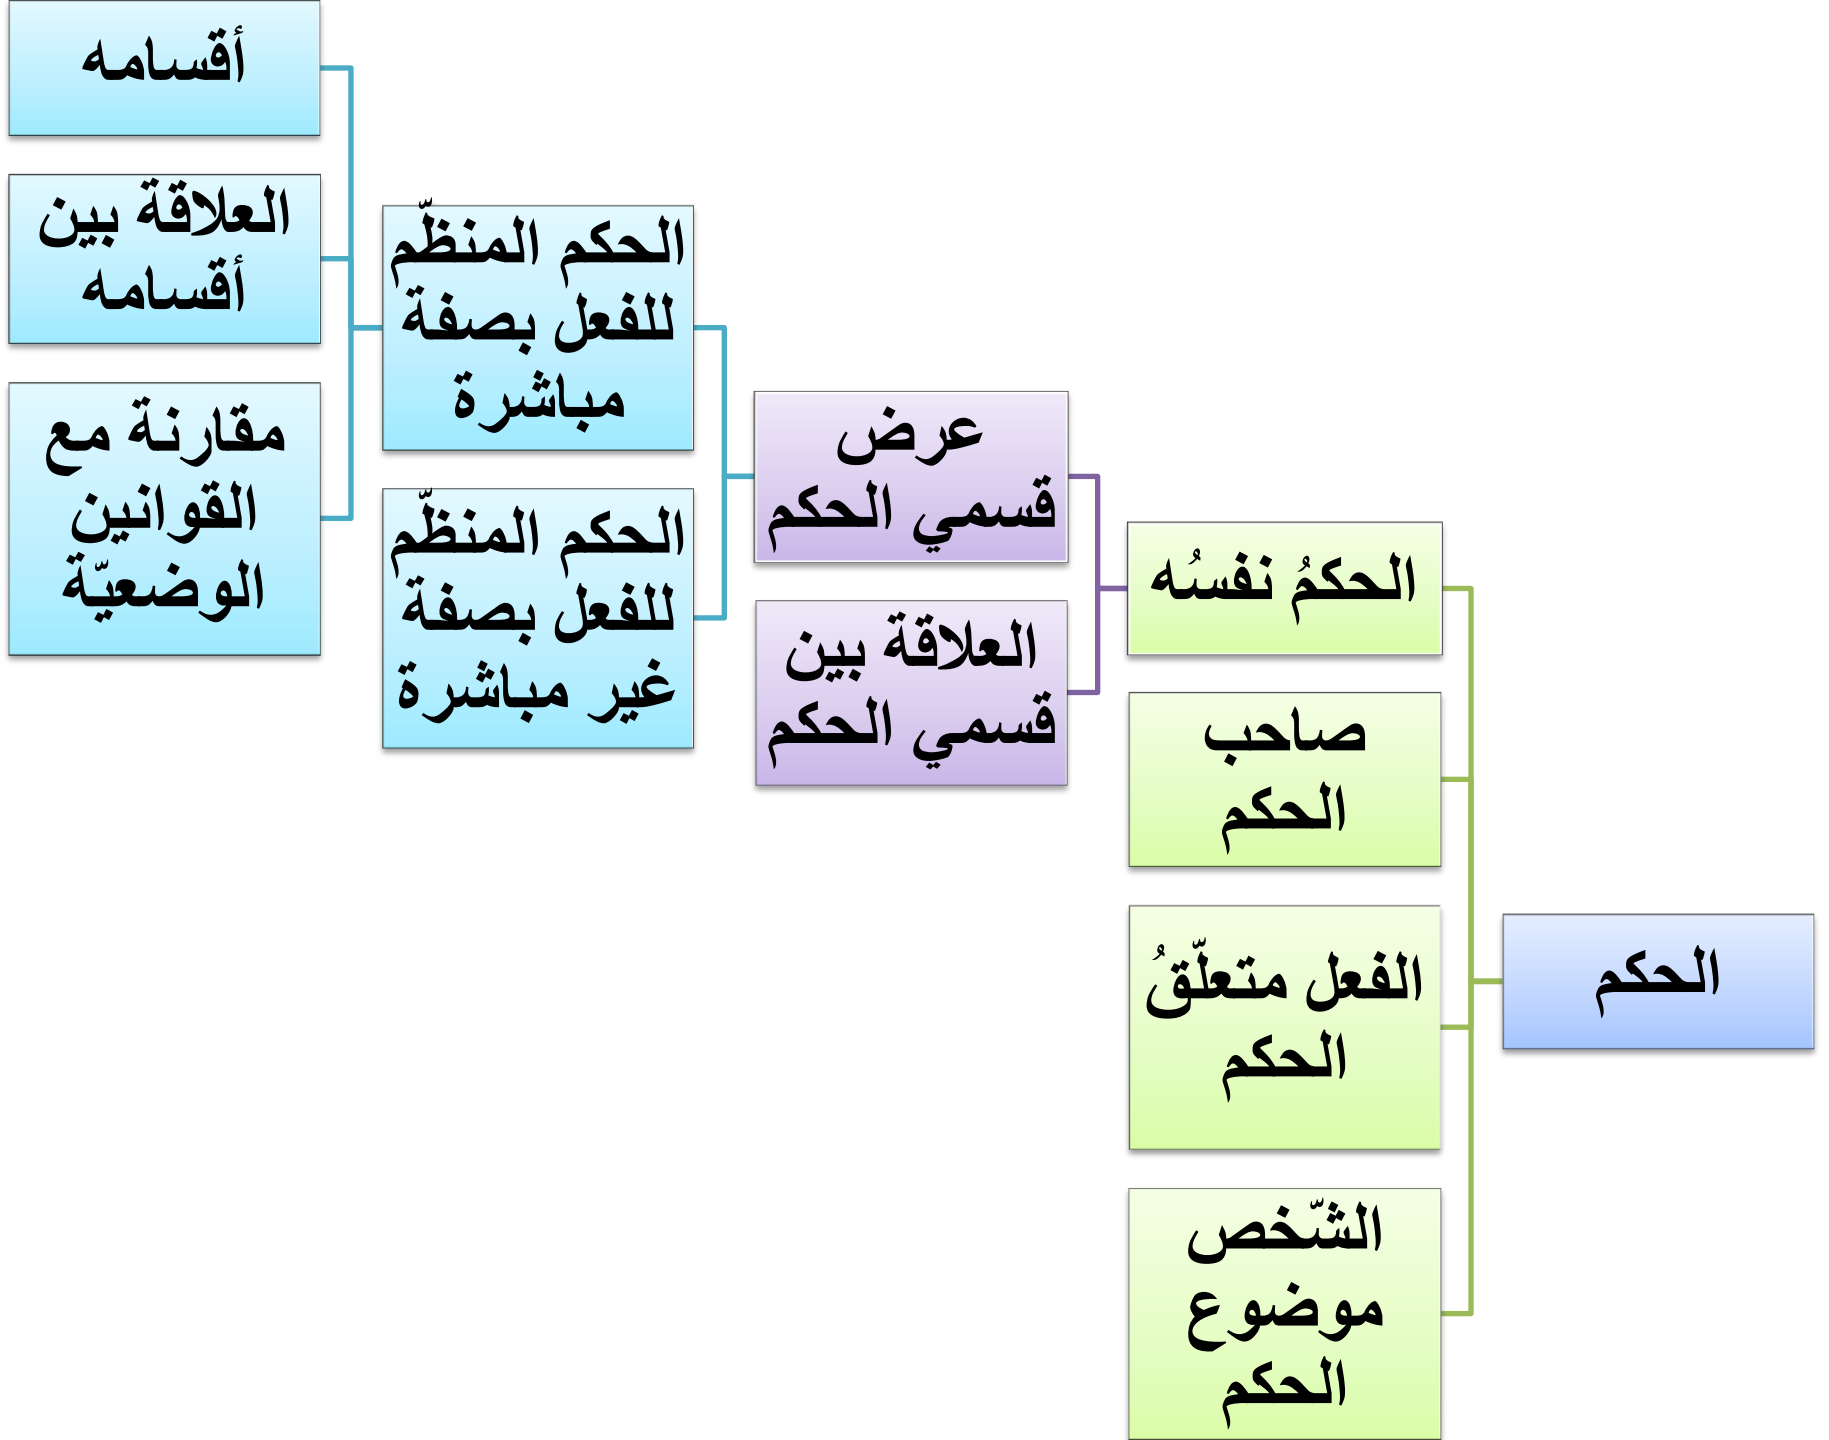 الحكم
الحكمُ نفسُه
صاحب
الحكم
الفعل متعلّقُ
الحكم
الشّخص
موضوع
الحكم
عرض
قسمي الحكم
العلاقة بين
قسمي الحكم
الحكم المنظّم
للفعل بصفة
مباشرة
الحكم المنظّم
للفعل بصفة
غير مباشرة
أقسامه
العلاقة بين
أقسامه
مقارنة مع
القوانين
الوضعيّة